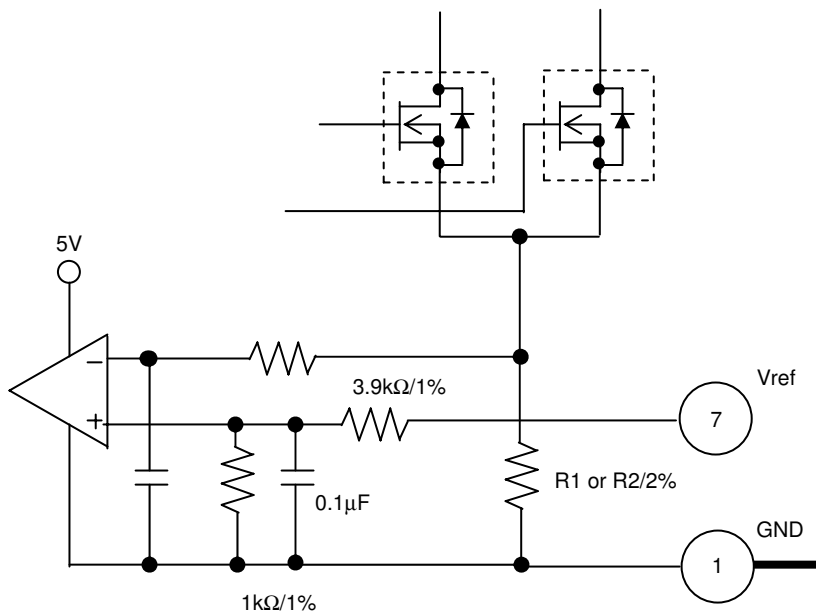 5V
−
3.9kΩ/1%
Vref
+
7
R1 or R2/2%
0.1μF
GND
1
1kΩ/1%